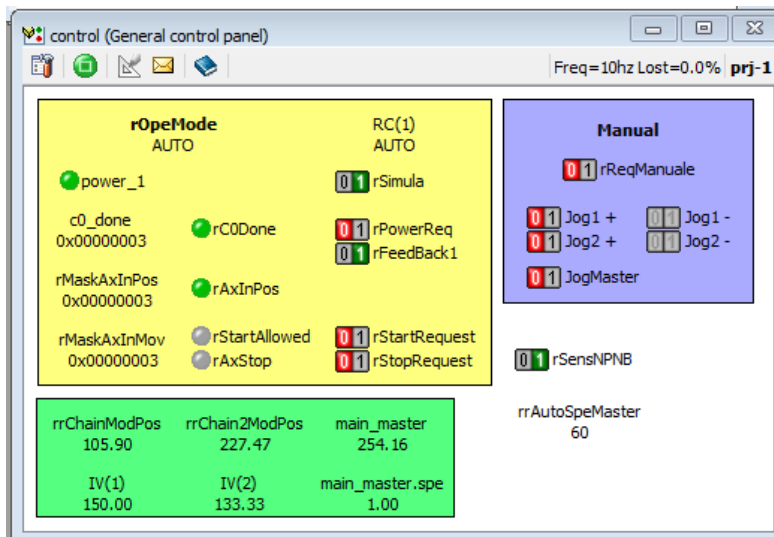 control (General control panel)
Freq=10hz Lost=0.0% prj-1
rOpeMode RC(1)
AUTO AUTO
power_1 0 1 rSimula
c0_done
0x00000003
rC0Done
0 1 rPowerReq
0 1 rFeedBack1
rMaskAxInPos
0x00000003
rAxInPos
rMaskAxInMov
0x00000003
rStartAllowed
rAxStop
0 1 rStartRequest
0 1 rStopRequest
Manual
0 1 rReqManuale
0 1 Jog1 + 0 1 Jog1 -
0 1 Jog2 + 0 1 Jog2 -
0 1 JogMaster
0 1 rSensNPNB
rrAutoSpeMaster
60
rrChainModPos rrChain2ModPos main_master
105.90 227.47 254.16
IV(1) IV(2) main_master.spe
150.00 133.33 1.00